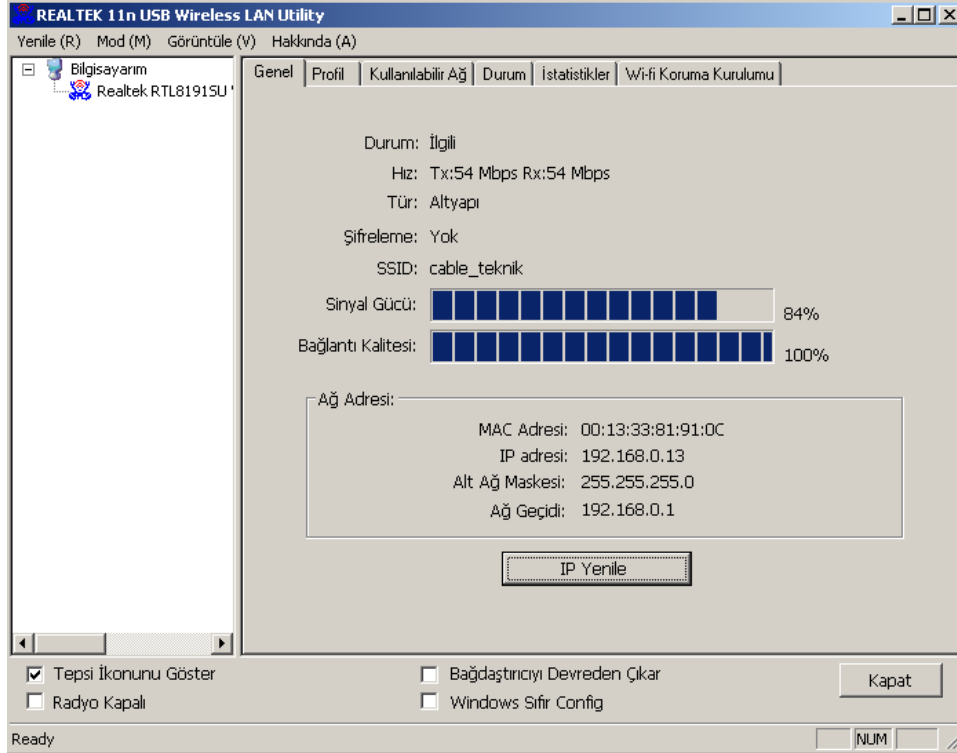 REALTEK 11n USB Wireless LAN Utility
Yenile (R) Mod (M) Görüntüle (V) Hakkında (A)
Bilgisayarım
Realtek RTL8191SU '
Genel Profil Kullanılabilir Ağ Durum İstatistikler Wi-fi Koruma Kurulumu
Durum: İlgili
Hız: Tx:54 Mbps Rx:54 Mbps
Tür: Altyapı
Şifreleme: Yok
SSID: cable_teknik
Sinyal Gücü: 84%
Bağlantı Kalitesi: 100%
Ağ Adresi:
MAC Adresi: 00:13:33:81:91:0C
IP adresi: 192.168.0.13
Alt Ağ Maskesi: 255.255.255.0
Ağ Geçidi: 192.168.0.1
IP Yenile
Tepsi İkonunu Göster
Radyo Kapalı
Bağdaştırıcıyı Devreden Çıkar
Windows Sıfır Config
Kapat
Ready NUM